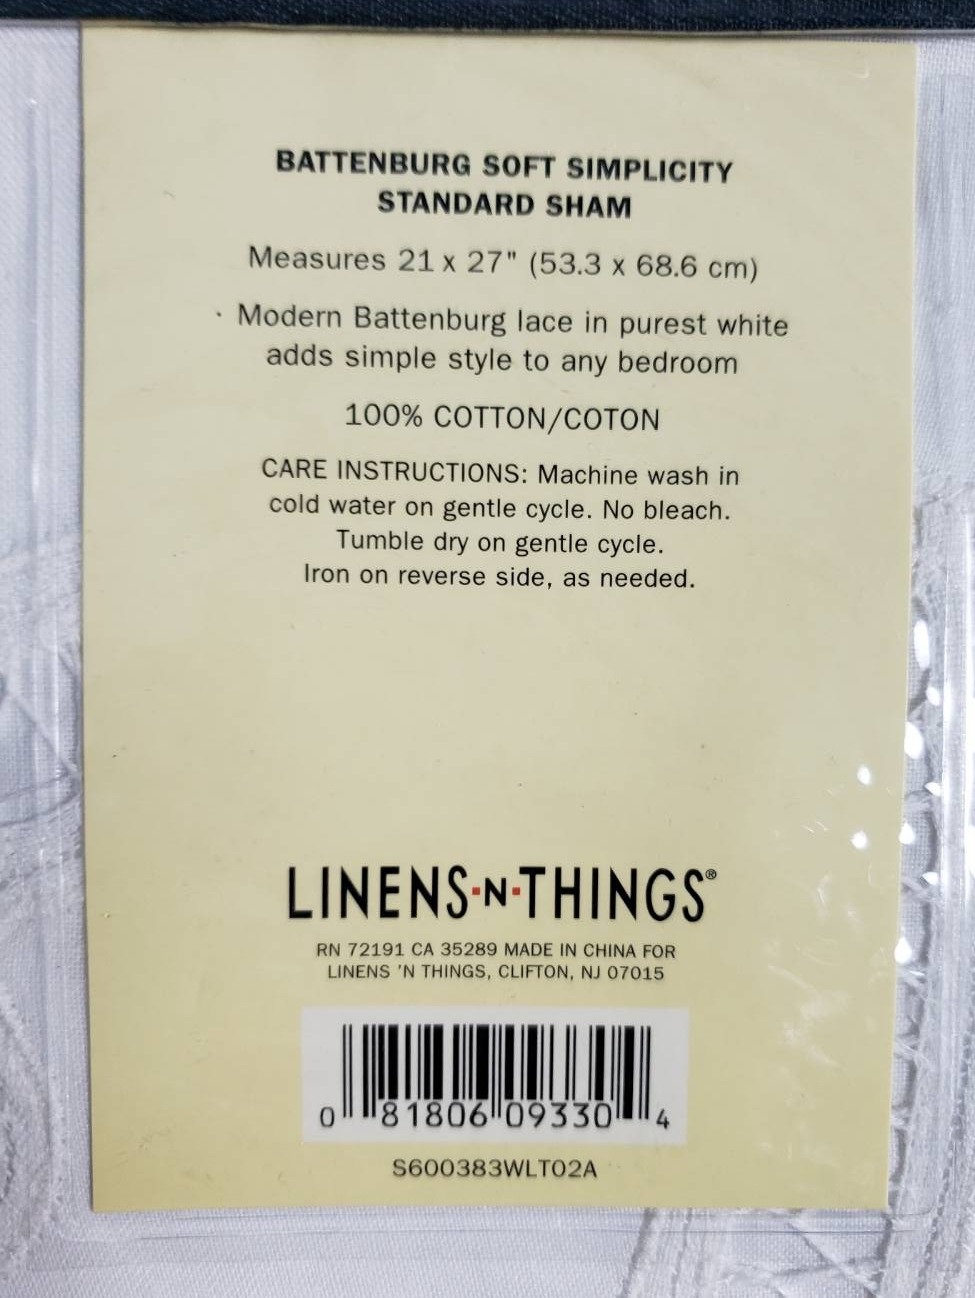 BATTENBURG SOFT SIMPLICITY
STANDARD SHAM
Measures 21 x 27" (53.3 x 68.6 cm)
· Modern Battenburg lace in purest white
adds simple style to any bedroom
100% COTTON/COTON
CARE INSTRUCTIONS: Machine wash in
cold water on gentle cycle. No bleach.
Tumble dry on gentle cycle.
Iron on reverse side, as needed.
LINENS·N·THINGS®
RN 72191 CA 35289 MADE IN CHINA FOR
LINENS 'N THINGS, CLIFTON, NJ 07015
0 81806 09330 4
S600383WLT02A